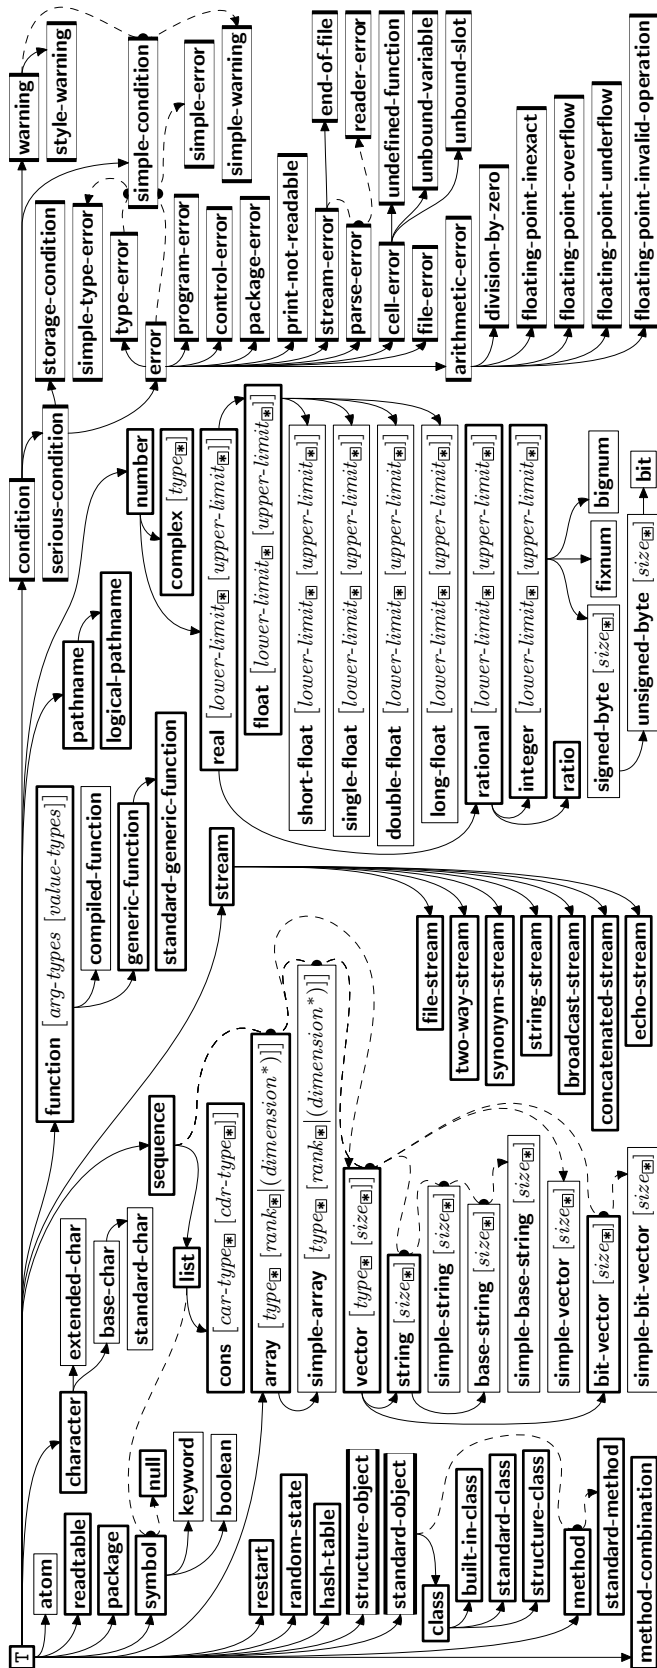 T
atom
readtable
package
symbol
null
keyword
boolean
restart
random-state
hash-table
structure-object
standard-object
class
built-in-class
standard-class
structure-class
method
standard-method
method-combination
character
extended-char
base-char
standard-char
function [arg-types [value-types]]
compiled-function
generic-function
standard-generic-function
sequence
list
cons [car-type* [car-type*]]
array [type* [rank*|(dimension*)]]
simple-array [type* [rank*|(dimension*)]]
vector [type* [size*]]
string [size*]
simple-string [size*]
base-string [size*]
simple-base-string [size*]
simple-vector [size*]
bit-vector [size*]
simple-bit-vector [size*]
stream
file-stream
two-way-stream
synonym-stream
string-stream
broadcast-stream
concatenated-stream
echo-stream
pathname
logical-pathname
number
complex [type*]
real [lower-limit* [upper-limit*]]
float [lower-limit* [upper-limit*]]
short-float [lower-limit* [upper-limit*]]
single-float [lower-limit* [upper-limit*]]
double-float [lower-limit* [upper-limit*]]
long-float [lower-limit* [upper-limit*]]
rational [lower-limit* [upper-limit*]]
integer [lower-limit* [upper-limit*]]
ratio
fixnum
bignum
signed-byte [size*]
unsigned-byte [size*]
bit
condition
serious-condition
storage-condition
simple-type-error
type-error
error
program-error
control-error
package-error
print-not-readable
stream-error
parse-error
cell-error
file-error
arithmetic-error
end-of-file
reader-error
undefined-function
unbound-variable
unbound-slot
division-by-zero
floating-point-inexact
floating-point-overflow
floating-point-underflow
floating-point-invalid-operation
warning
style-warning
simple-condition
simple-error
simple-warning